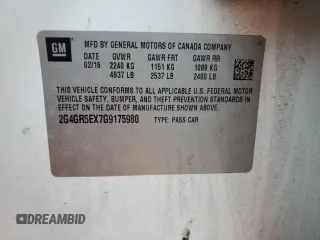 GM
MFD BY GENERAL MOTORS OF CANADA COMPANY
DATE GVWR GAWR FRT GAWR RR
02/16 2240 KG 1151 KG 1089 KG
4937 LB 2537 LB 2400 LB
THIS VEHICLE CONFORMS TO ALL APPLICABLE U.S. FEDERAL MOTOR
VEHICLE SAFETY, BUMPER, AND THEFT PREVENTION STANDARDS IN
EFFECT ON THE DATE OF MANUFACTURE SHOWN ABOVE.
2G4GR5EX7G9175980 TYPE: PASS CAR
DREAMBID